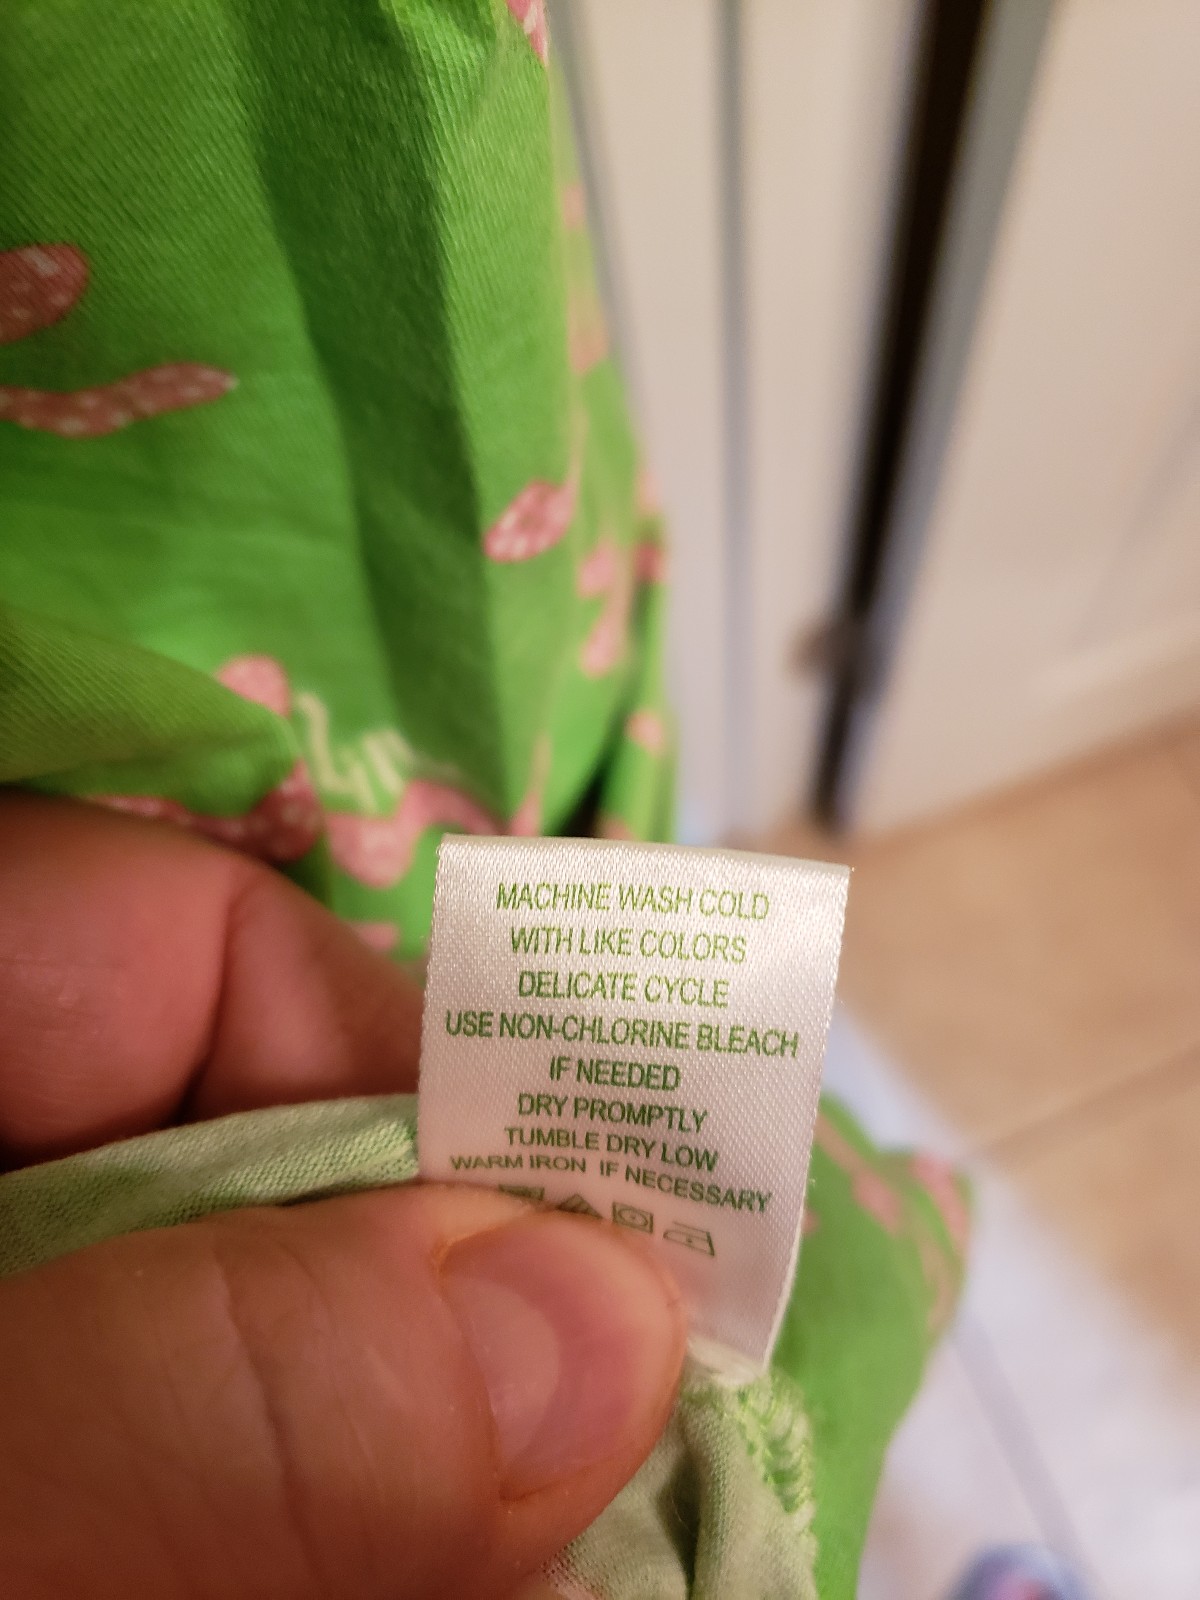 MACHINE WASH COLD
WITH LIKE COLORS
DELICATE CYCLE
USE NON-CHLORINE BLEACH
IF NEEDED
DRY PROMPTLY
TUMBLE DRY LOW
WARM IRON IF NECESSARY